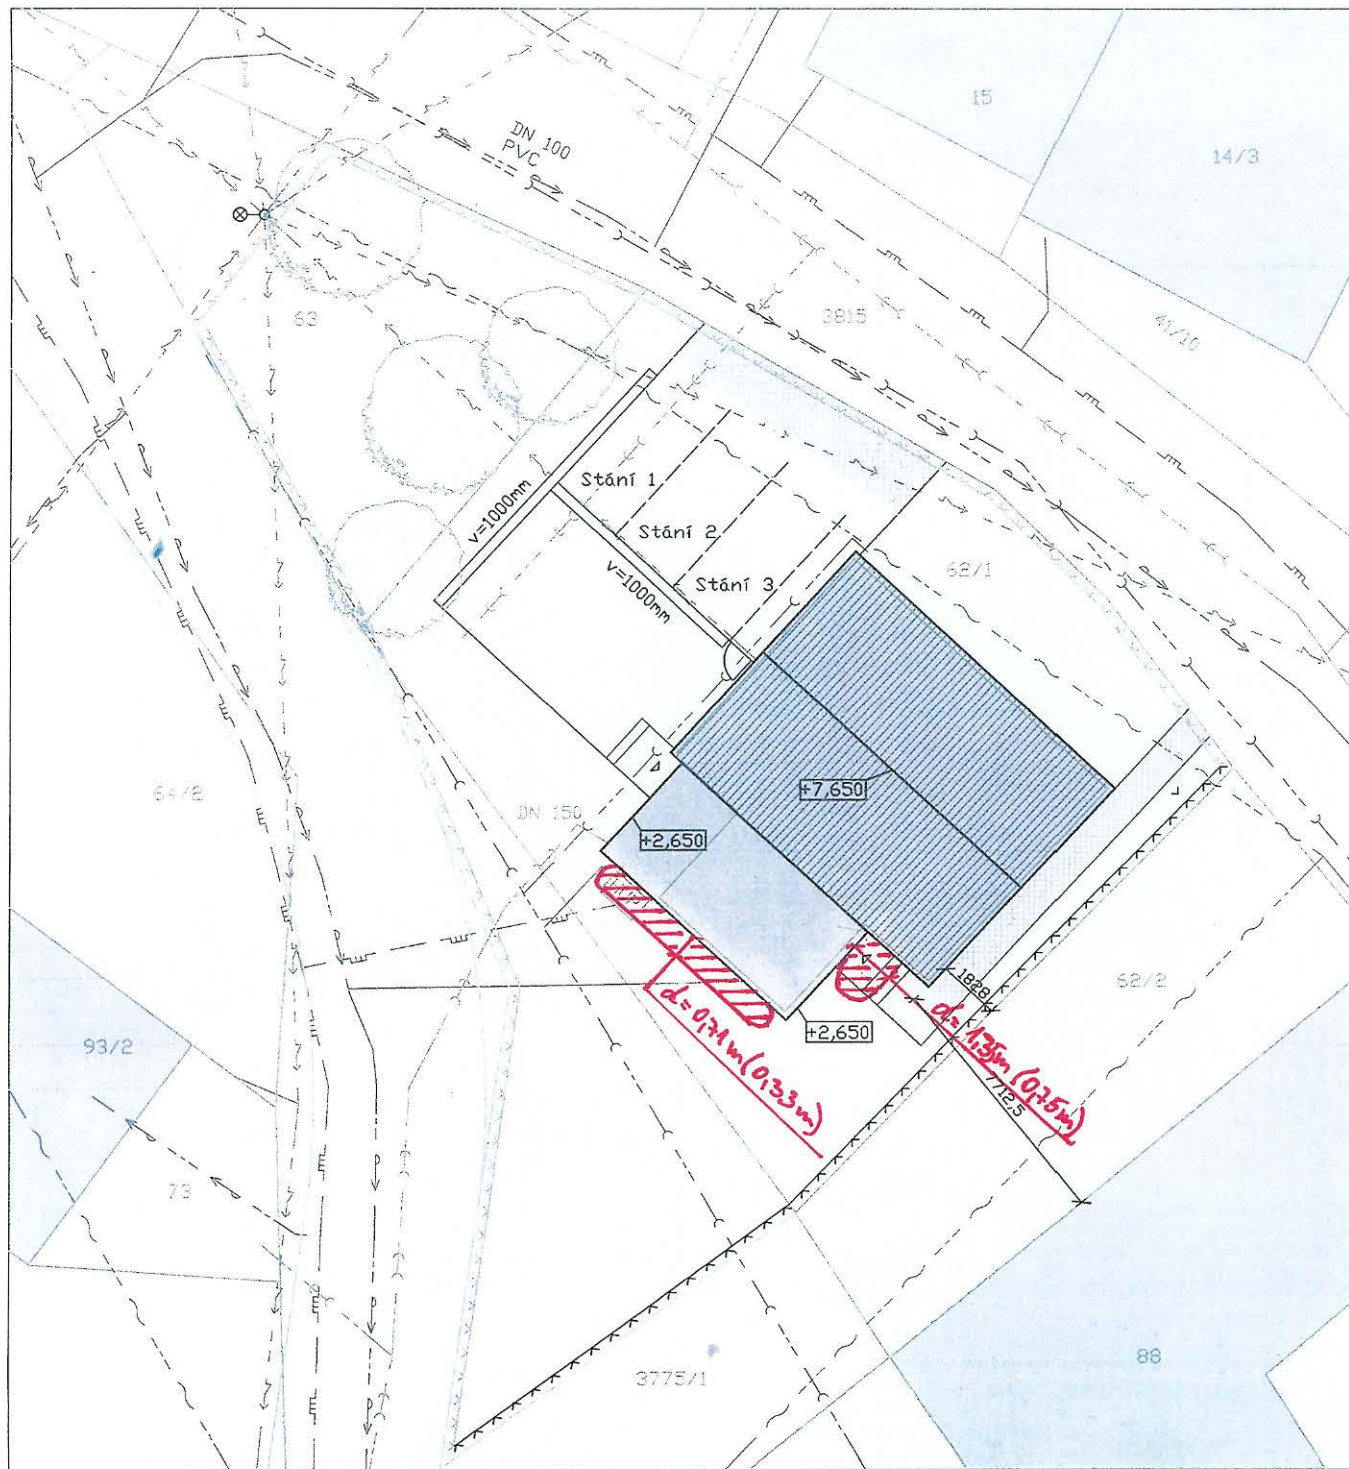 15
DN 100
PVC
14/3
63
3815
41/10
Stání 1
v=1000mm
Stání 2
v=1000mm
Stání 3
62/1
64/2
DN 150
+7,650
+2,650
1828
62/2
+2,650
d=0,71m(0,33m)
d=1,35m(0,75m)
7712,5
93/2
73
88
3775/1